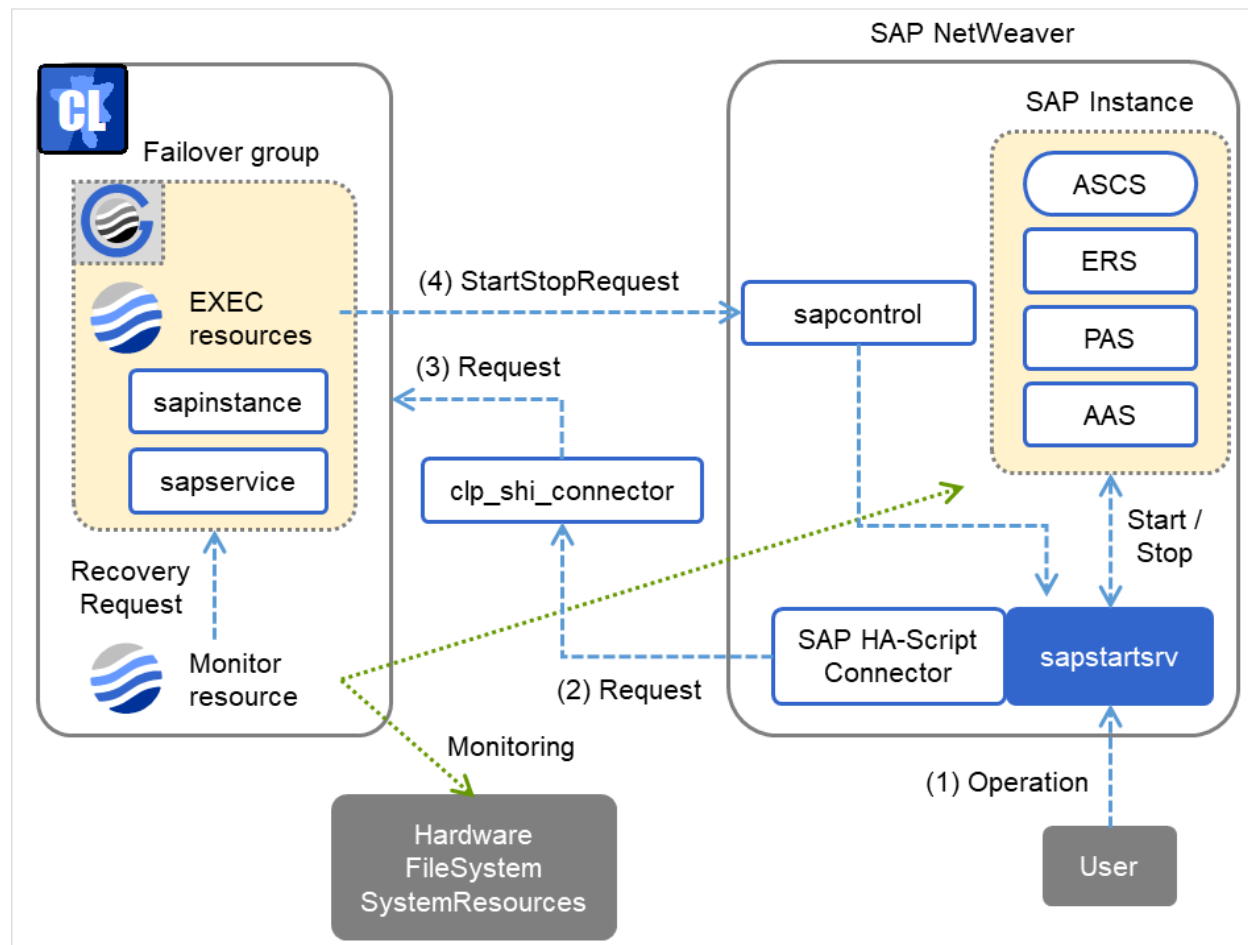 SAP NetWeaver
CL
SAP Instance
Failover group
ASCS
ERS
PAS
AAS
(4) StartStopRequest
EXEC
resources
sapcontrol
(3) Request
sapinstance
sapservice
clp_shi_connector
Start /
Stop
Recovery
Request
Monitor
resource
SAP HA-Script
Connector
sapstartsrv
(2) Request
Monitoring
(1) Operation
Hardware
FileSystem
SystemResources
User